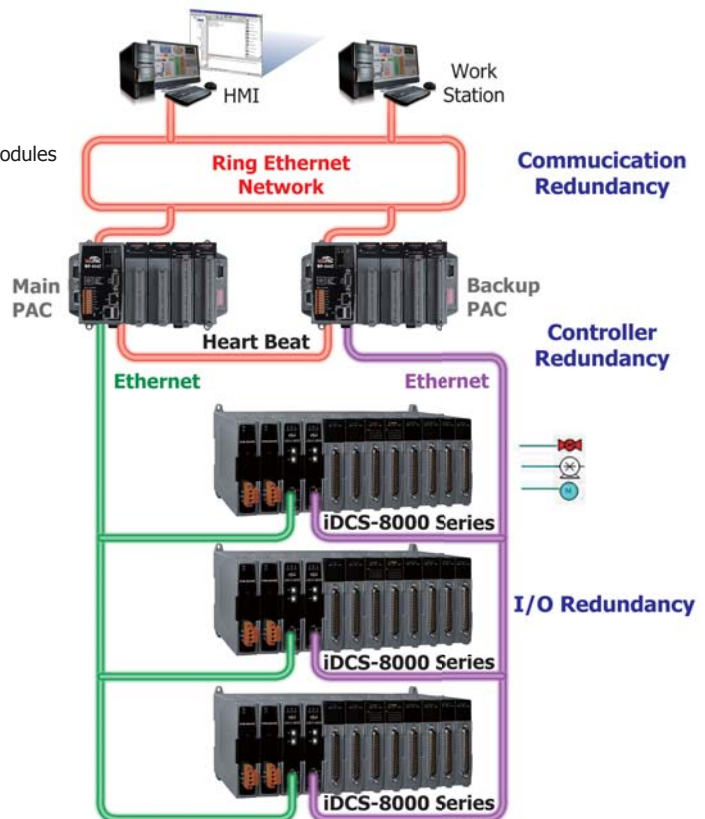 HMI
Work
Station
odules
Ring Ethernet
Network
Commucication
Redundancy
Main
PAC
Backup
PAC
Heart Beat
Controller
Redundancy
Ethernet
Ethernet
iDCS-8000 Series
iDCS-8000 Series
I/O Redundancy
iDCS-8000 Series